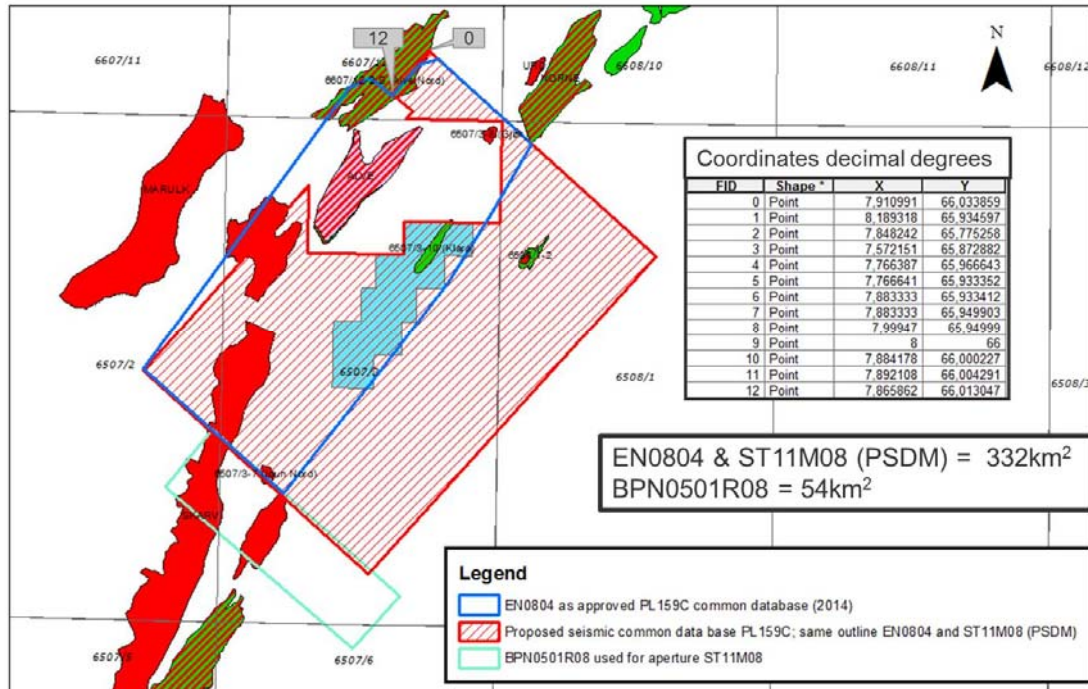 12
0
N
6607/11
6608/10
6608/11
6608/12
NORNE
MARULK
Coordinates decimal degrees
FID Shape * X Y
0 Point 7,910991 66,033859
1 Point 8,189318 65,934597
2 Point 7,848242 65,775258
3 Point 7,572151 65,872882
4 Point 7,766387 65,966643
5 Point 7,766641 65,933352
6 Point 7,883333 65,933412
7 Point 7,883333 65,949903
8 Point 7,99947 65,94999
9 8 66
10 Point 7,884178 66,000227
11 Point 7,892108 66,004291
12 Point 7,865862 66,013047
6507/3-10 (Klara)
6507/2
6508/1
EN0804 & ST11M08 (PSDM) = 332km²
BPN0501R08 = 54km²
SKARV
6507/5
6507/6
Legend
EN0804 as approved PL159C common database (2014)
Proposed seismic common data base PL159C; same outline EN0804 and ST11M08 (PSDM)
BPN0501R08 used for aperture ST11M08